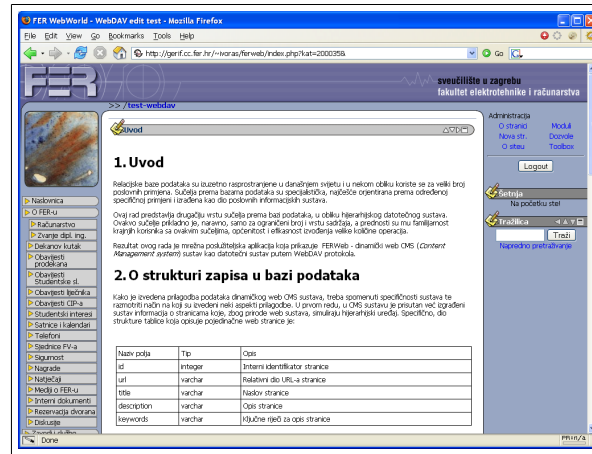 FER WebWorld - WebDAV edit test - Mozilla Firefox
File Edit View Go Bookmarks Tools Help
http://gerif.cc.fer.hr/~ivoras/ferweb/index.php?kat=200035&
Go
FER
sveučilište u zagrebu
fakultet elektrotehnike i računarstva
>> /test-webdav
Naslovnica
O FER-u
Računarstvo
Zvanje dipl. ing.
Dekanov kutak
Obavijesti prodekana
Obavijesti Studentske sl.
Obavijesti liječnika
Obavijesti CIP-a
Studentski interesi
Satnice i kalendari
Telefoni
Sjednice FV-a
Sigurnost
Nagrade
Natječaji
Mediji o FER-u
Interni dokumenti
Rezervacija dvorana
Diskusije
Zavodi i službe
Uvod
1. Uvod
Relacijske baze podataka su izuzetno rasprostranjene u današnjem svijetu i u nekom obliku koriste se za veliki broj
poslovnih primjena. Sučelja prema bazama podataka su specijalistička, najčešće orijentirana prema određenoj
specifičnoj primjeni i izrađena kao dio poslovnih informacijskih sustava.
Ovaj rad predstavlja drugačiju vrstu sučelja prema bazi podataka, u obliku hijerarhijskog datotečnog sustava.
Ovakvo sučelje prikladno je, naravno, samo za ograničeni broj i vrstu sadržaja, a prednosti su mu familijarnost
krajnjih korisnika sa ovakvim sučeljima, općenitost i efikasnost izvođenja velike količine operacija.
Rezultat ovog rada je mrežna poslužiteljska aplikacija koja prikazuje FERWeb - dinamički web CMS (Content
Management system) sustav kao datotečni sustav putem WebDAV protokola.
2. O strukturi zapisa u bazi podataka
Kako je izvedena prilagodba podataka dinamičkog web CMS sustava, treba spomenuti specifičnosti sustava te
razmotriti način na koji su izvedeni neki aspekti prilagodbe. U prvom redu, u CMS sustavu je prisutan već izgrađeni
sustav informacija o stranicama koje, zbog prirode web sustava, simuliraju hijerarhijski uređaj. Specifično, dio
strukture tablice koja opisuje pojedinačne web stranice je:
Naziv polja Tip Opis
id integer Interni identifikator stranice
url varchar Relativni dio URL-a stranice
title varchar Naslov stranice
description varchar Opis stranice
keywords varchar Ključne riječi za opis stranice
Administracija
O stranici Moduli
Nova str. Dozvole
O siteu Toolbox
Logout
Šetnja
Na početku ste!
Tražilica
Traži
Napredno pretraživanje
Done